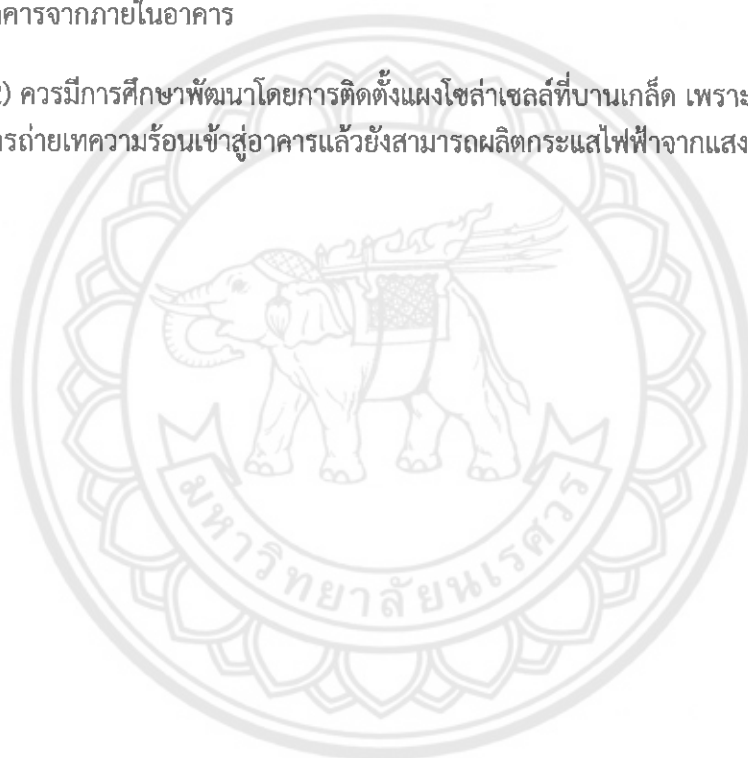 คารจากภายในอาคาร
2) ควรมีการศึกษาพัฒนาโดยการติดตั้งแผงโซล่าเซลล์ที่บานเกล็ด เพราะ
ารถ่ายเทความร้อนเข้าสู่อาคารแล้วยังสามารถผลิตกระแสไฟฟ้าจากแสง
มหาวิทยาลัยนเรศวร